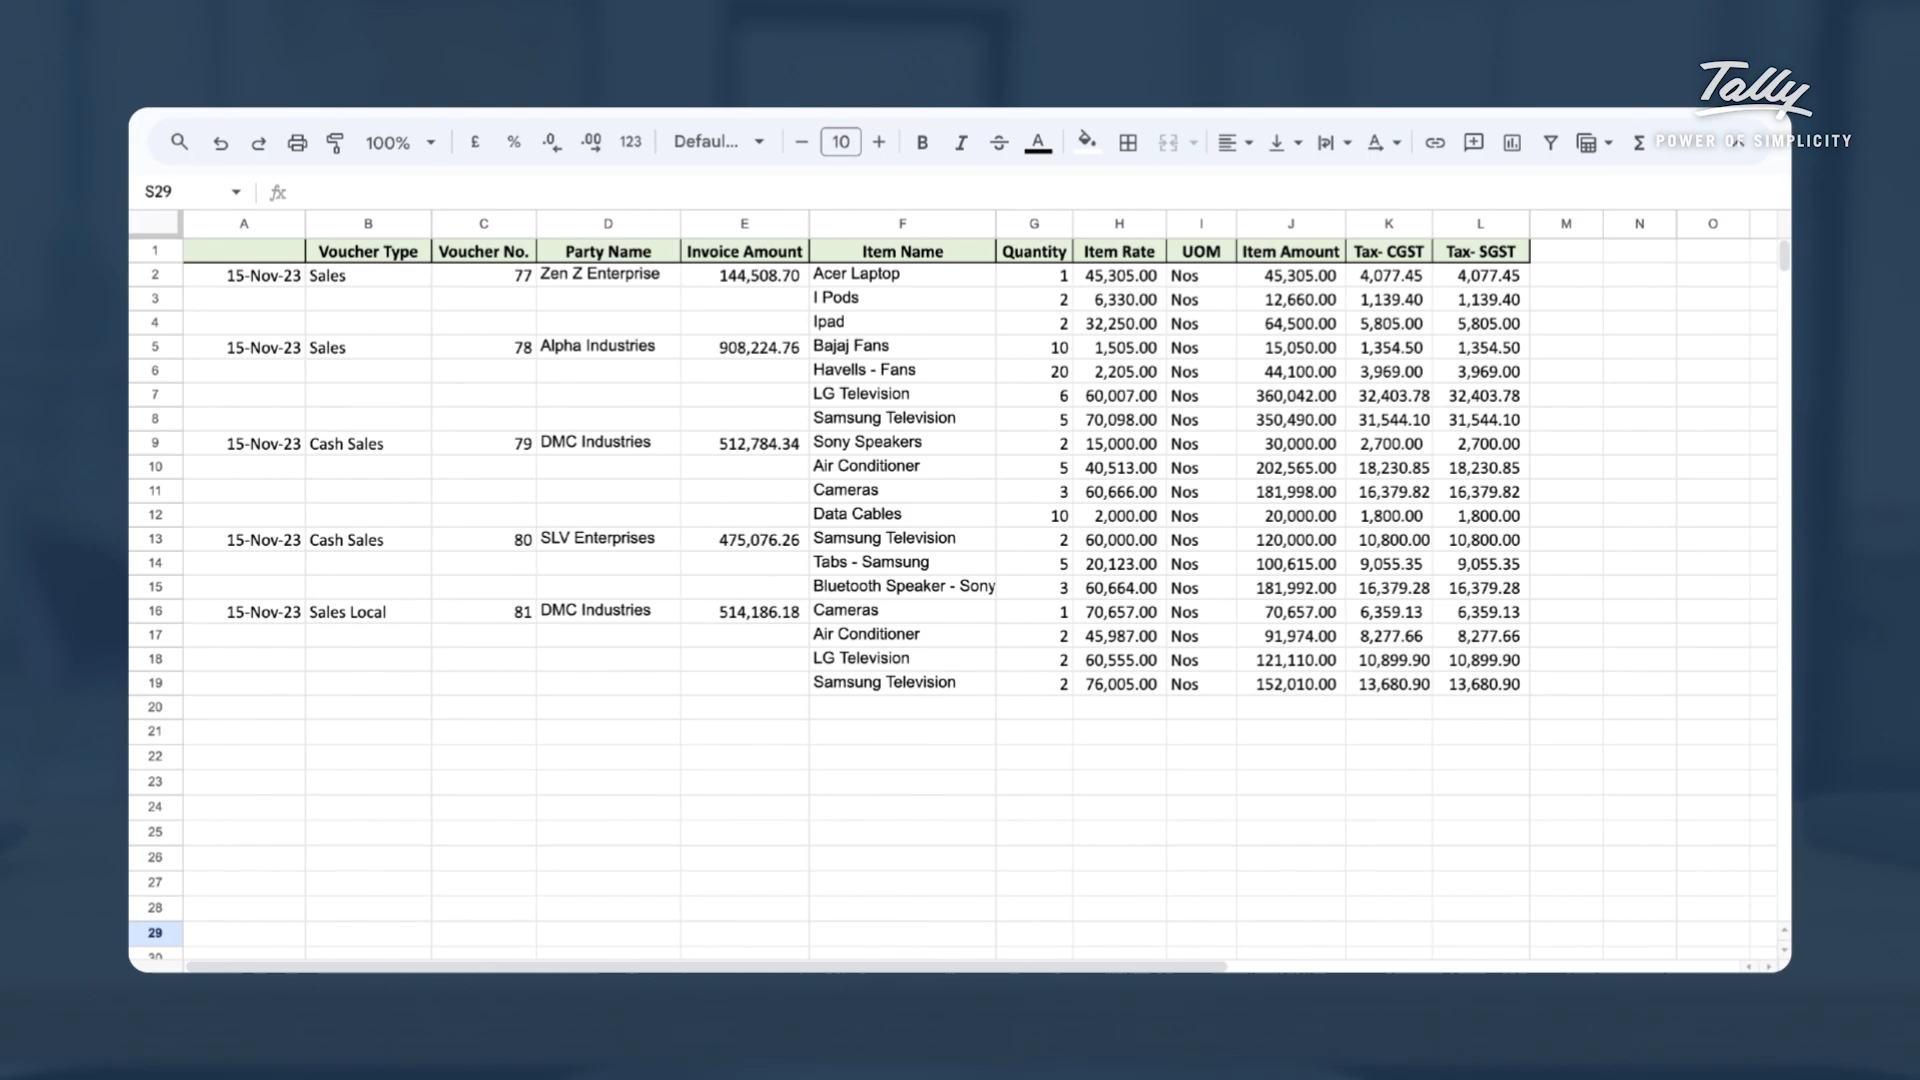 Tally
POWER OF SIMPLICITY
100% £ % .0 .00 123 Defaul... 10 B I A Σ
S29 fx
A B C D E F G H I J K L M N O
1 Voucher Type Voucher No. Party Name Invoice Amount Item Name Quantity Item Rate UOM Item Amount Tax- CGST Tax- SGST
2 15-Nov-23 Sales 77 Zen Z Enterprise 144,508.70 Acer Laptop 1 45,305.00 Nos 45,305.00 4,077.45 4,077.45
3 I Pods 2 6,330.00 Nos 12,660.00 1,139.40 1,139.40
4 Ipad 2 32,250.00 Nos 64,500.00 5,805.00 5,805.00
5 15-Nov-23 Sales 78 Alpha Industries 908,224.76 Bajaj Fans 10 1,505.00 Nos 15,050.00 1,354.50 1,354.50
6 Havells - Fans 20 2,205.00 Nos 44,100.00 3,969.00 3,969.00
7 LG Television 6 60,007.00 Nos 360,042.00 32,403.78 32,403.78
8 Samsung Television 5 70,098.00 Nos 350,490.00 31,544.10 31,544.10
9 15-Nov-23 Cash Sales 79 DMC Industries 512,784.34 Sony Speakers 2 15,000.00 Nos 30,000.00 2,700.00 2,700.00
10 Air Conditioner 5 40,513.00 Nos 202,565.00 18,230.85 18,230.85
11 Cameras 3 60,666.00 Nos 181,998.00 16,379.82 16,379.82
12 Data Cables 10 2,000.00 Nos 20,000.00 1,800.00 1,800.00
13 15-Nov-23 Cash Sales 80 SLV Enterprises 475,076.26 Samsung Television 2 60,000.00 Nos 120,000.00 10,800.00 10,800.00
14 Tabs - Samsung 5 20,123.00 Nos 100,615.00 9,055.35 9,055.35
15 Bluetooth Speaker - Sony 3 60,664.00 Nos 181,992.00 16,379.28 16,379.28
16 15-Nov-23 Sales Local 81 DMC Industries 514,186.18 Cameras 1 70,657.00 Nos 70,657.00 6,359.13 6,359.13
17 Air Conditioner 2 45,987.00 Nos 91,974.00 8,277.66 8,277.66
18 LG Television 2 60,555.00 Nos 121,110.00 10,899.90 10,899.90
19 Samsung Television 2 76,005.00 Nos 152,010.00 13,680.90 13,680.90
20
21
22
23
24
25
26
27
28
29
30